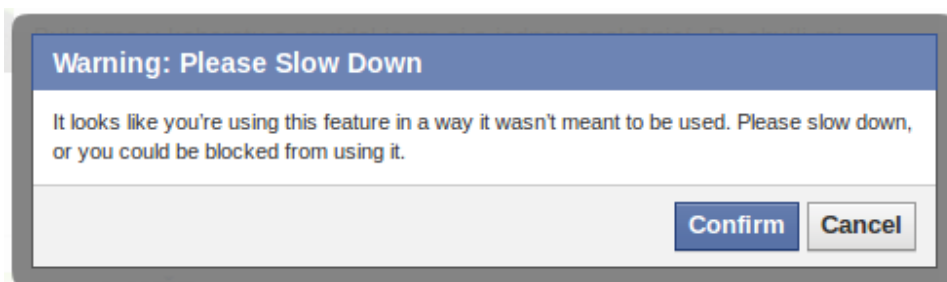 Warning: Please Slow Down
It looks like you're using this feature in a way it wasn't meant to be used. Please slow down,
or you could be blocked from using it.
Confirm Cancel